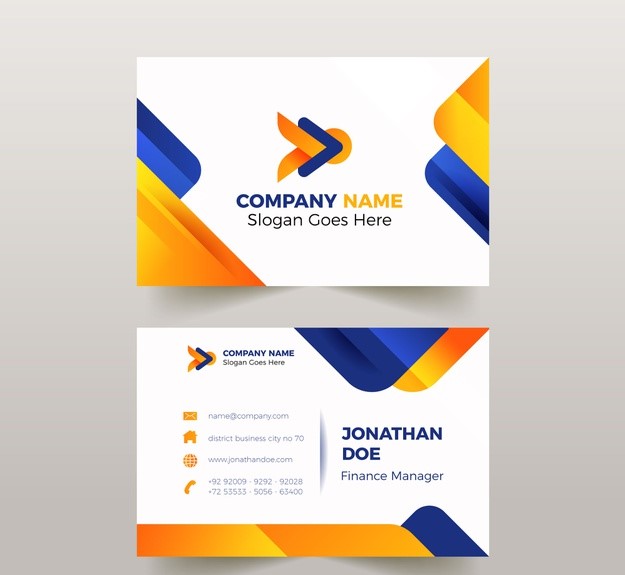 COMPANY NAME
Slogan Goes Here
COMPANY NAME
Slogan Goes Here
name@company.com
district business city no 70
www.jonathandoe.com
+92 92009 - 9292 - 92028
+72 53533 - 5056 - 63400
JONATHAN
DOE
Finance Manager